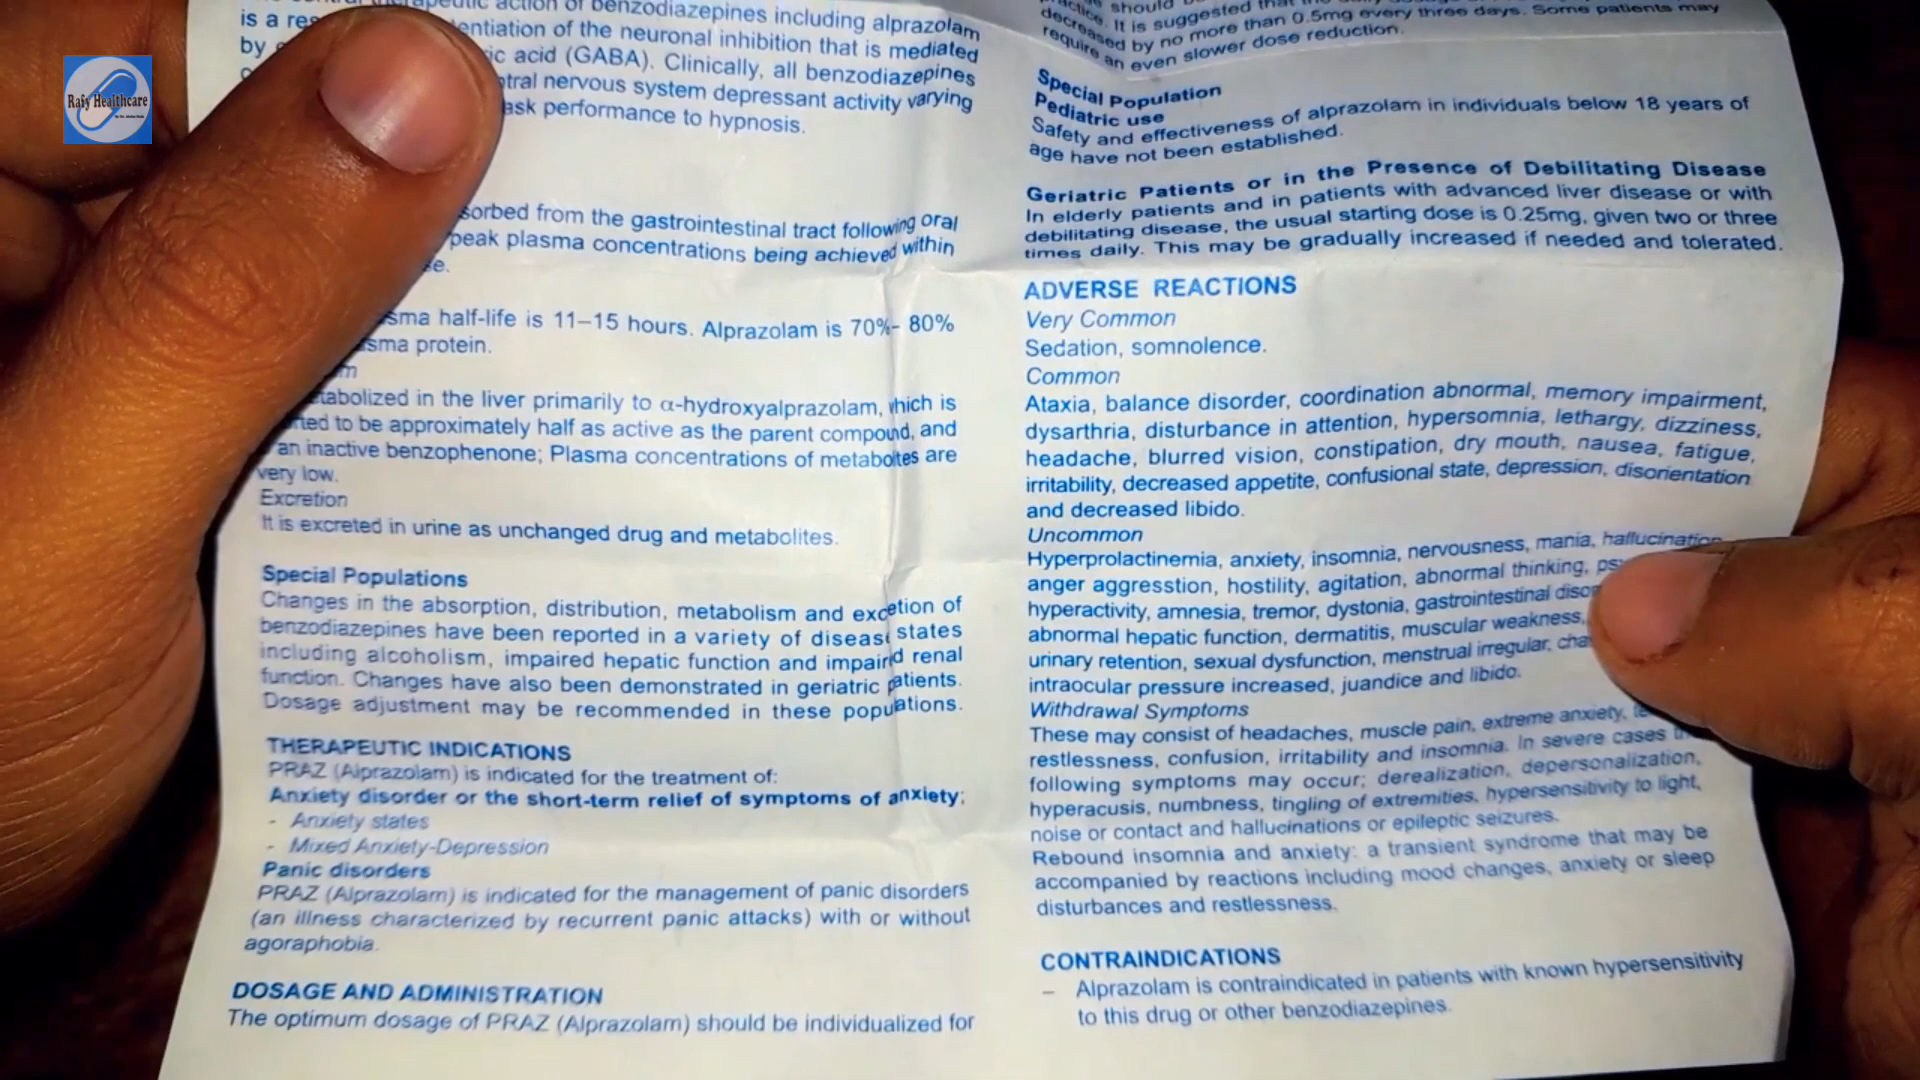 Rafy Healthcare
action of benzodiazepines including alprazolam
is a entiation of the neuronal inhibition that is mediated
by ic acid (GABA). Clinically, all benzodiazepines
tral nervous system depressant activity varying
ask performance to hypnosis.
sorbed from the gastrointestinal tract following oral
peak plasma concentrations being achieved within
se.
sma half-life is 11–15 hours. Alprazolam is 70%- 80%
sma protein.
m
tabolized in the liver primarily to α-hydroxyalprazolam, which is
rted to be approximately half as active as the parent compound, and
an inactive benzophenone; Plasma concentrations of metabolites are
very low.
Excretion
It is excreted in urine as unchanged drug and metabolites.
Special Populations
Changes in the absorption, distribution, metabolism and excretion of
benzodiazepines have been reported in a variety of disease states
including alcoholism, impaired hepatic function and impaired renal
function. Changes have also been demonstrated in geriatric patients.
Dosage adjustment may be recommended in these populations.
THERAPEUTIC INDICATIONS
PRAZ (Alprazolam) is indicated for the treatment of:
Anxiety disorder or the short-term relief of symptoms of anxiety;
- Anxiety states
- Mixed Anxiety-Depression
Panic disorders
PRAZ (Alprazolam) is indicated for the management of panic disorders
(an illness characterized by recurrent panic attacks) with or without
agoraphobia.
DOSAGE AND ADMINISTRATION
The optimum dosage of PRAZ (Alprazolam) should be individualized for
practice. It is suggested that the
decreased by no more than 0.5mg every three days. Some patients may
require an even slower dose reduction.
Special Population
Pediatric use
Safety and effectiveness of alprazolam in individuals below 18 years of
age have not been established.
Geriatric Patients or in the Presence of Debilitating Disease
In elderly patients and in patients with advanced liver disease or with
debilitating disease, the usual starting dose is 0.25mg, given two or three
times daily. This may be gradually increased if needed and tolerated.
ADVERSE REACTIONS
Very Common
Sedation, somnolence.
Common
Ataxia, balance disorder, coordination abnormal, memory impairment,
dysarthria, disturbance in attention, hypersomnia, lethargy, dizziness,
headache, blurred vision, constipation, dry mouth, nausea, fatigue,
irritability, decreased appetite, confusional state, depression, disorientation
and decreased libido.
Uncommon
Hyperprolactinemia, anxiety, insomnia, nervousness, mania, hallucination
anger aggresstion, hostility, agitation, abnormal thinking,
hyperactivity, amnesia, tremor, dystonia, gastrointestinal
abnormal hepatic function, dermatitis, muscular weakness,
urinary retention, sexual dysfunction, menstrual irregular,
intraocular pressure increased, juandice and libido.
Withdrawal Symptoms
These may consist of headaches, muscle pain, extreme anxiety,
restlessness, confusion, irritability and insomnia. In severe cases
following symptoms may occur; derealization, depersonalization,
hyperacusis, numbness, tingling of extremities, hypersensitivity to light,
noise or contact and hallucinations or epileptic seizures.
Rebound insomnia and anxiety: a transient syndrome that may be
accompanied by reactions including mood changes, anxiety or sleep
disturbances and restlessness.
CONTRAINDICATIONS
– Alprazolam is contraindicated in patients with known hypersensitivity
to this drug or other benzodiazepines.